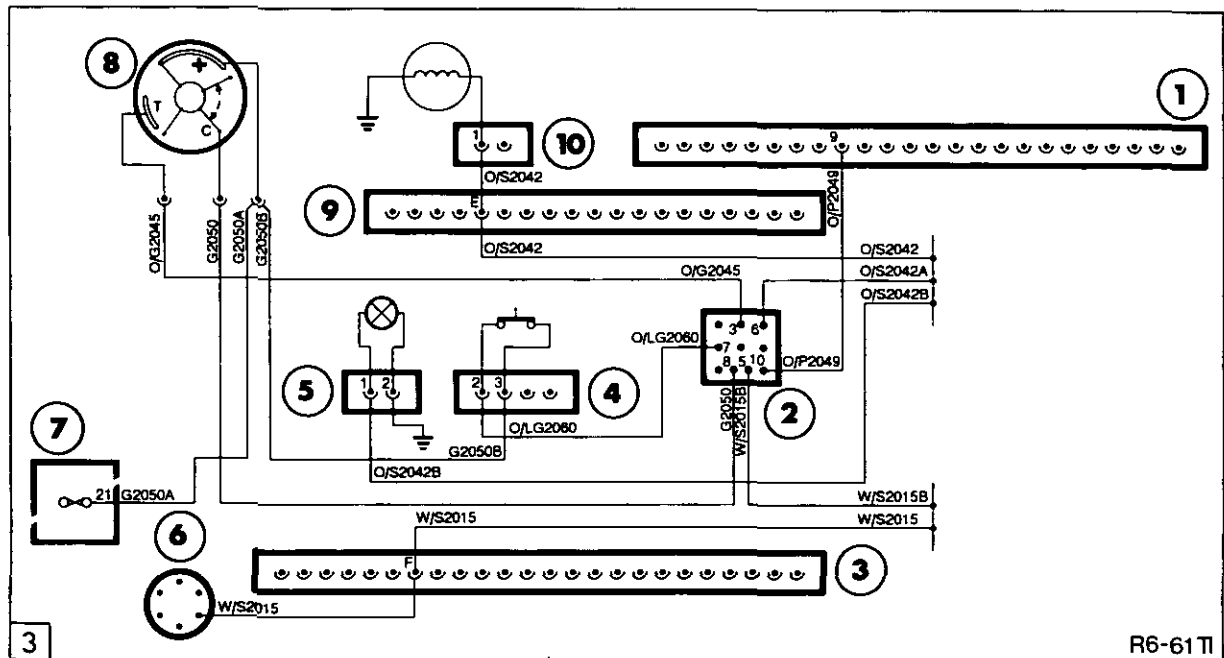 8
+
T
C
1
10
1
9
O/S2042
O/P2049
9
E
O/G2045
G2050
G2050A
G2050B
O/S2042
O/S2042
O/S2042A
O/S2042B
O/G2045
3 6
O/LG2060
7
8 5 10
O/P2049
5
1 2
2 3
4
2
G2050
W/S2015B
O/LG2060
G2050B
O/S2042B
7
21
G2050A
W/S2015B
W/S2015
W/S2015
6
F
3
W/S2015
3
R6-61TI